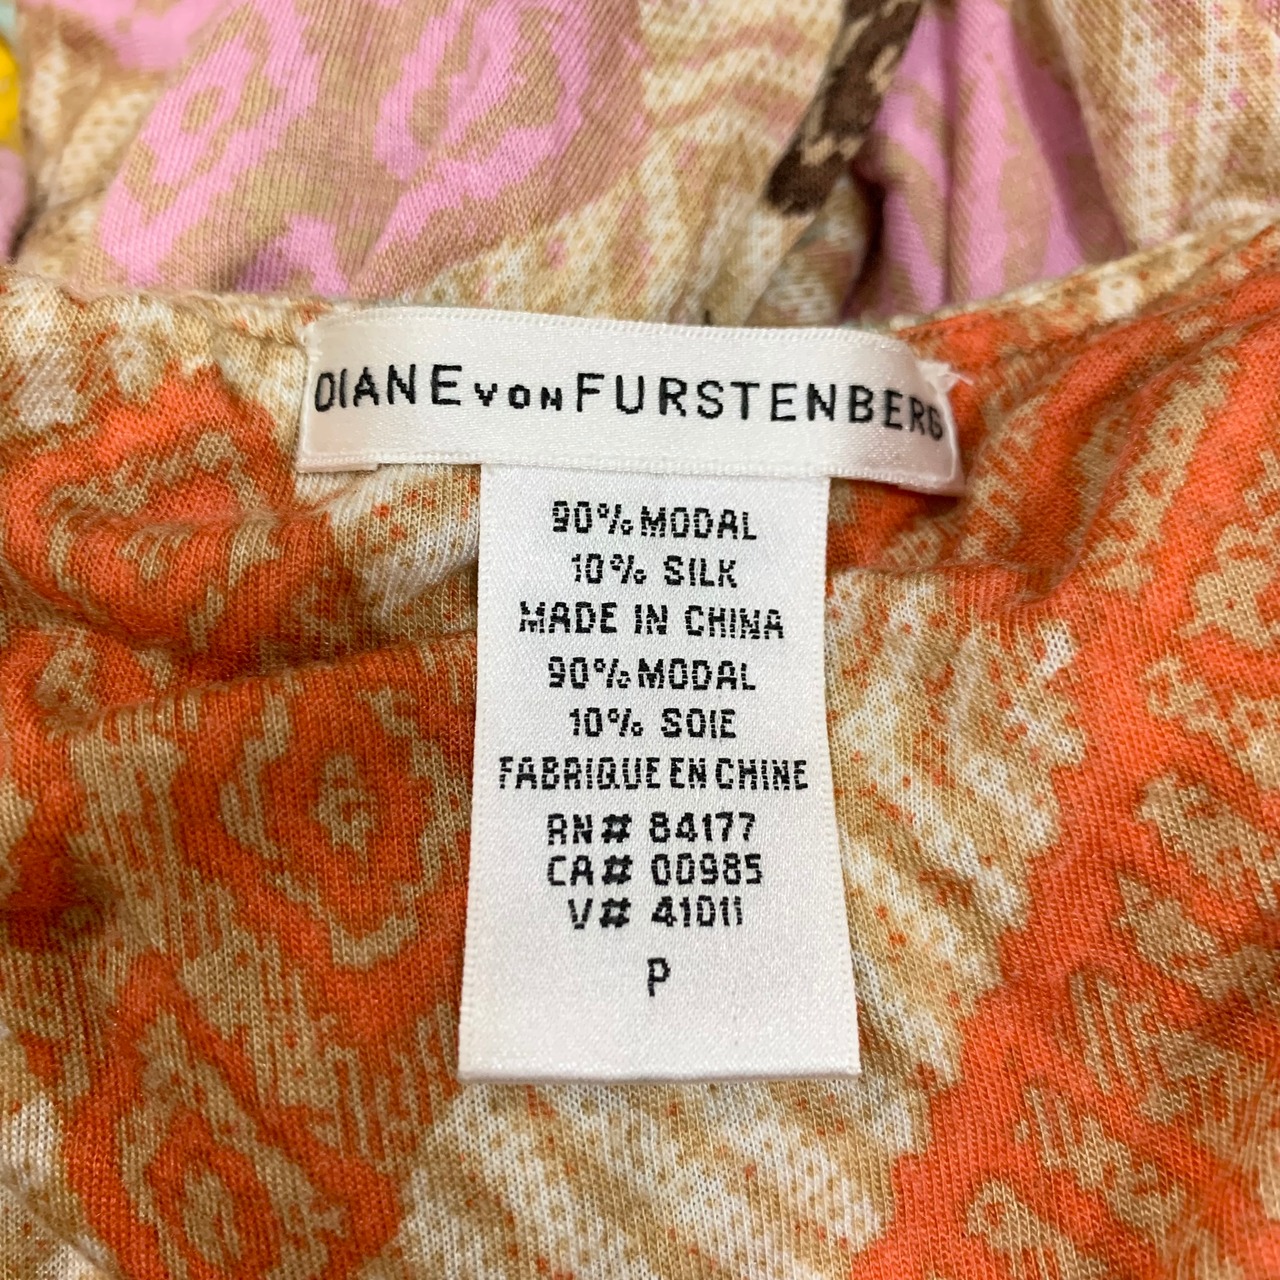 DIANE VON FURSTENBERG
90% MODAL
10% SILK
MADE IN CHINA
90% MODAL
10% SOIE
FABRIQUE EN CHINE
RN# 84177
CA# 00985
V# 41011
P